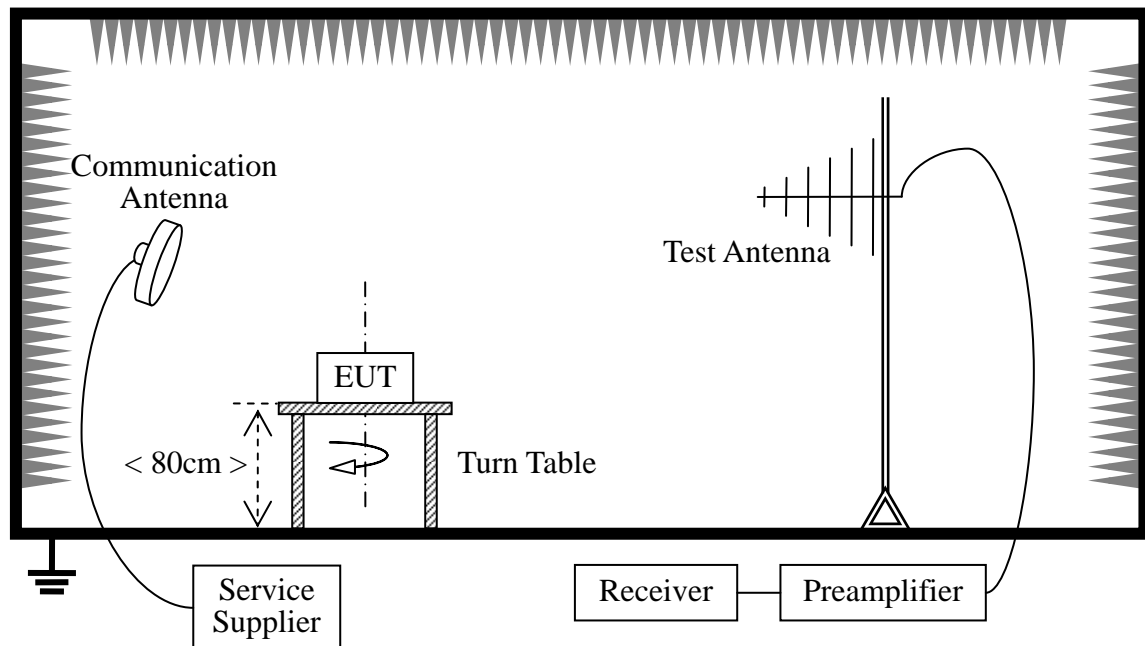 Communication
Antenna
Test Antenna
EUT
< 80cm >
Turn Table
Service
Supplier
Receiver
Preamplifier